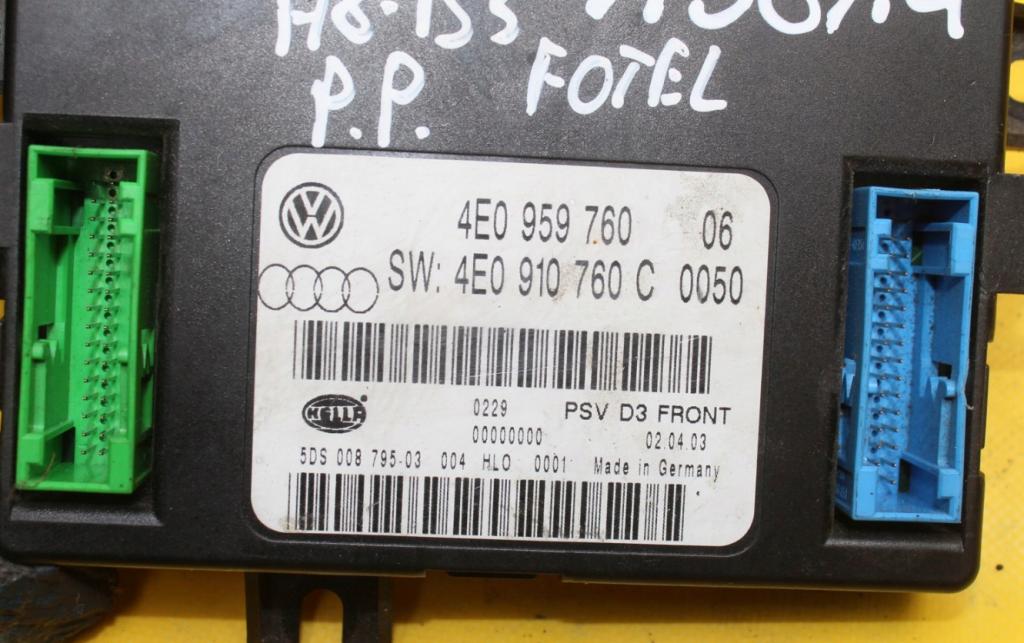 P.P. FOTEL
4E0 959 760 06
SW: 4E0 910 760 C 0050
HELLA
0229 PSV D3 FRONT
00000000 02.04.03
5DS 008 795-03 004 HLO 0001 Made in Germany